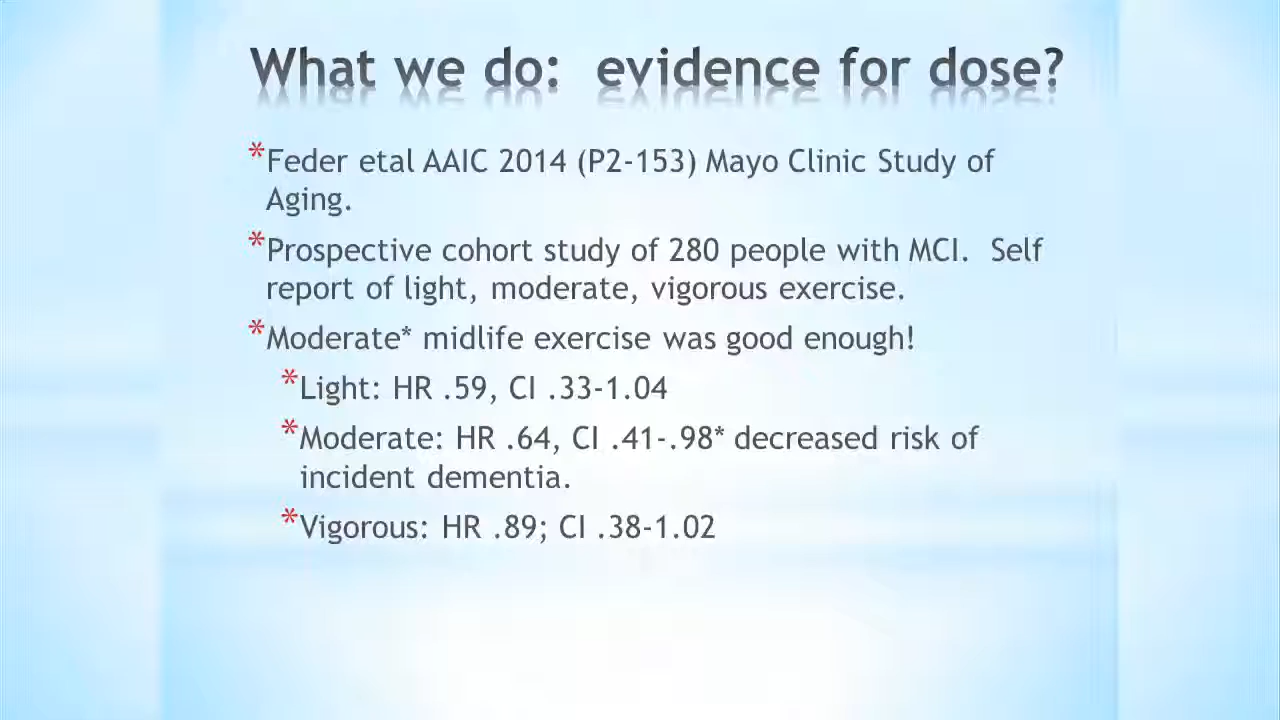 What we do:  evidence for dose?
*Feder etal AAIC 2014 (P2-153) Mayo Clinic Study of
Aging.
*Prospective cohort study of 280 people with MCI.  Self
report of light, moderate, vigorous exercise.
*Moderate* midlife exercise was good enough!
*Light: HR .59, CI .33-1.04
*Moderate: HR .64, CI .41-.98* decreased risk of
incident dementia.
*Vigorous: HR .89; CI .38-1.02